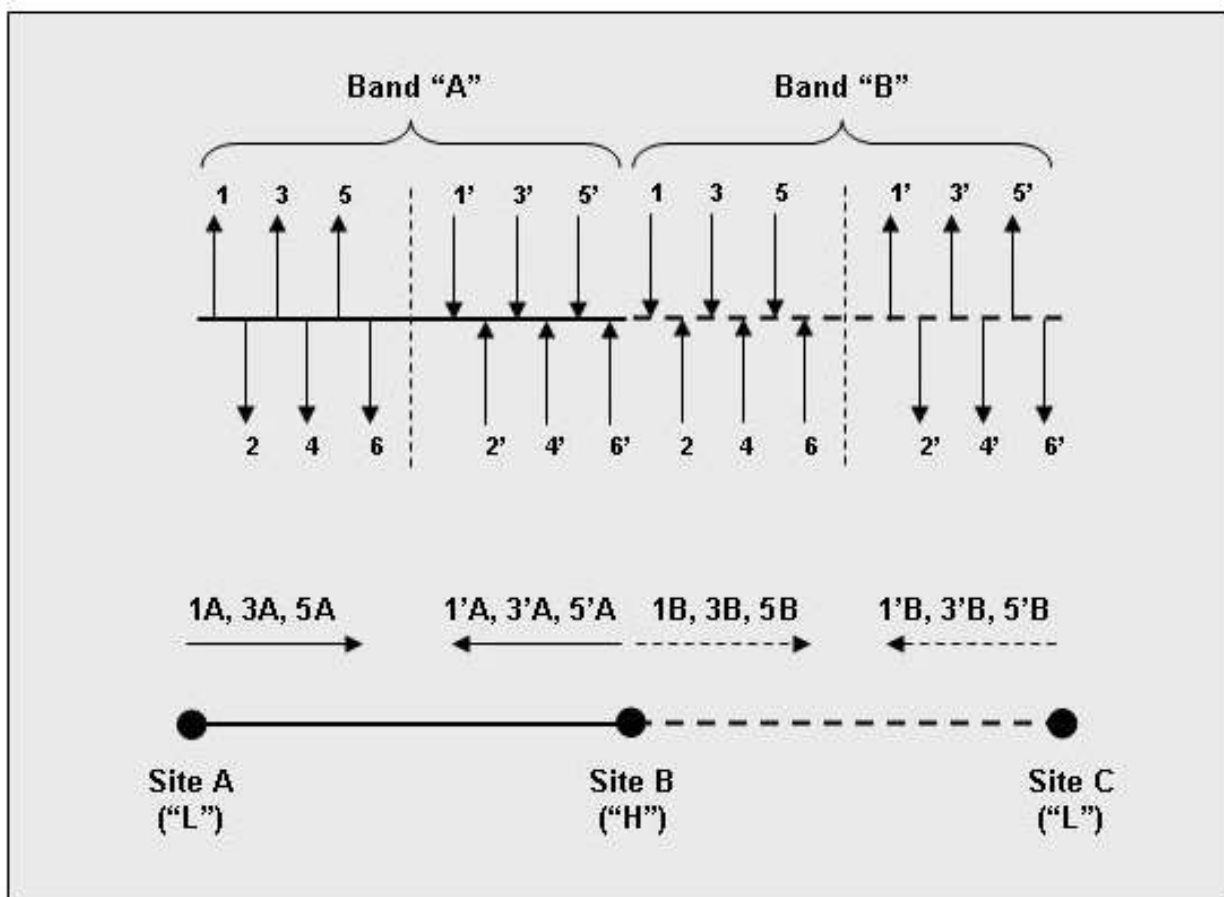 Band “A” Band “B”
1 3 5 1’ 3’ 5’ 1 3 5 1’ 3’ 5’
2 4 6 2’ 4’ 6’ 2 4 6 2’ 4’ 6’
1A, 3A, 5A 1’A, 3’A, 5’A 1B, 3B, 5B 1’B, 3’B, 5’B
Site A Site B Site C
(“L”) (“H”) (“L”)